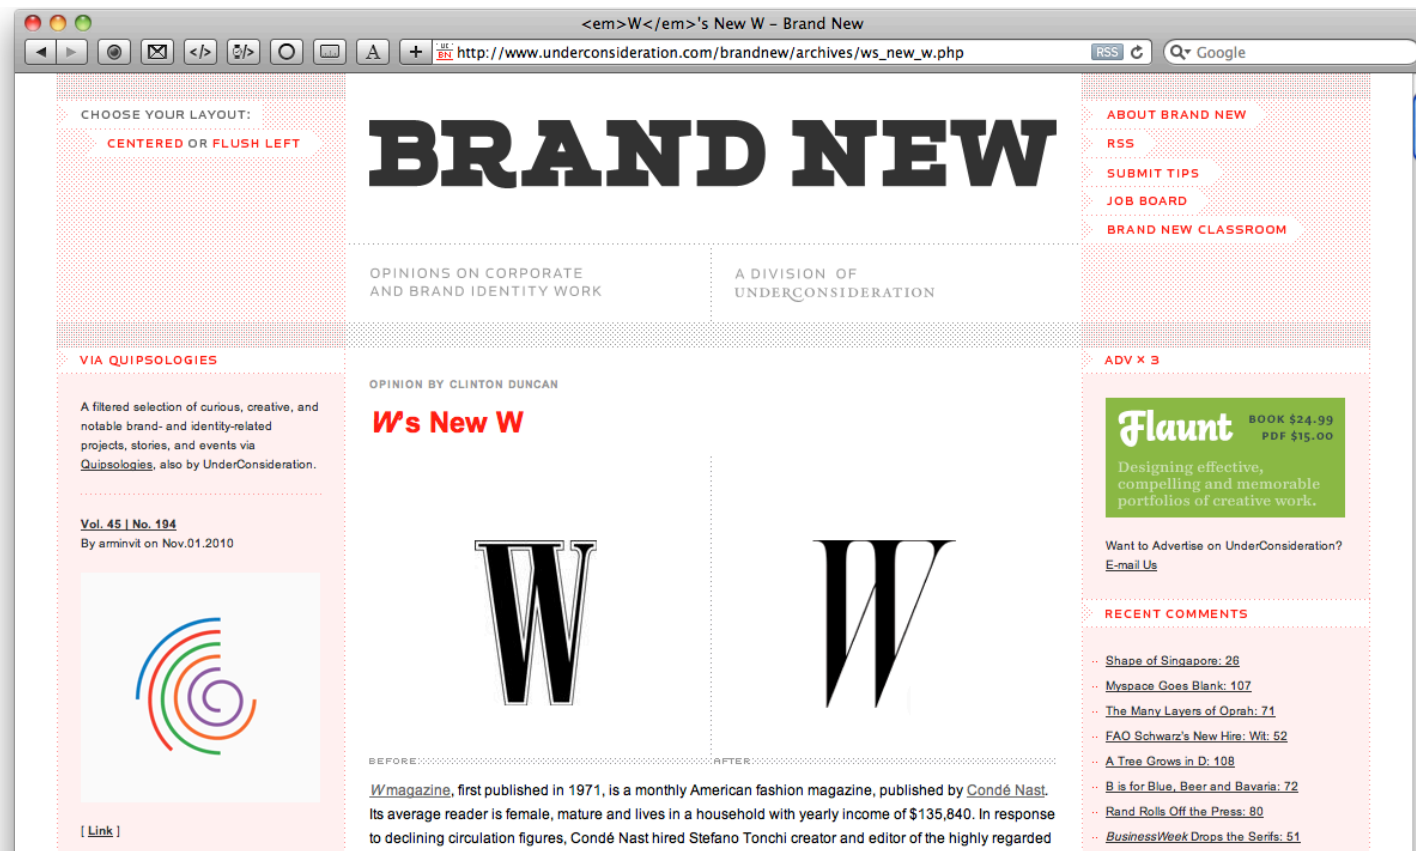 <em>W</em>'s New W – Brand New
http://www.underconsideration.com/brandnew/archives/ws_new_w.php
RSS
Google
CHOOSE YOUR LAYOUT:
CENTERED OR FLUSH LEFT
BRAND NEW
ABOUT BRAND NEW
RSS
SUBMIT TIPS
JOB BOARD
BRAND NEW CLASSROOM
OPINIONS ON CORPORATE
AND BRAND IDENTITY WORK
A DIVISION OF
UNDERCONSIDERATION
VIA QUIPSOLOGIES
A filtered selection of curious, creative, and
notable brand- and identity-related
projects, stories, and events via
Quipsologies, also by UnderConsideration.
Vol. 45 | No. 194
By arminvit on Nov.01.2010
[ Link ]
OPINION BY CLINTON DUNCAN
W's New W
W
W
BEFORE
AFTER
W magazine, first published in 1971, is a monthly American fashion magazine, published by Condé Nast.
Its average reader is female, mature and lives in a household with yearly income of $135,840. In response
to declining circulation figures, Condé Nast hired Stefano Tonchi creator and editor of the highly regarded
ADV × 3
Flaunt
BOOK $24.99
PDF $15.00
Designing effective,
compelling and memorable
portfolios of creative work.
Want to Advertise on UnderConsideration?
E-mail Us
RECENT COMMENTS
Shape of Singapore: 26
Myspace Goes Blank: 107
The Many Layers of Oprah: 71
FAO Schwarz's New Hire: Wit: 52
A Tree Grows in D: 108
B is for Blue, Beer and Bavaria: 72
Rand Rolls Off the Press: 80
BusinessWeek Drops the Serifs: 51